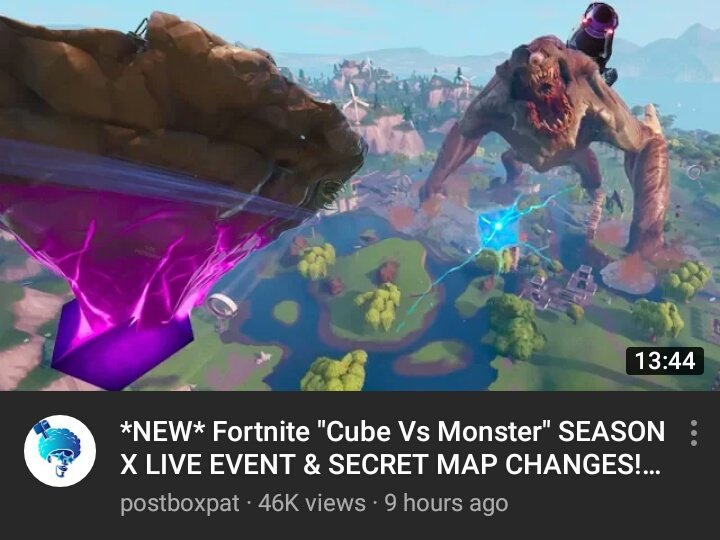 13:44
*NEW* Fortnite "Cube Vs Monster" SEASON
X LIVE EVENT & SECRET MAP CHANGES!...
postboxpat · 46K views · 9 hours ago